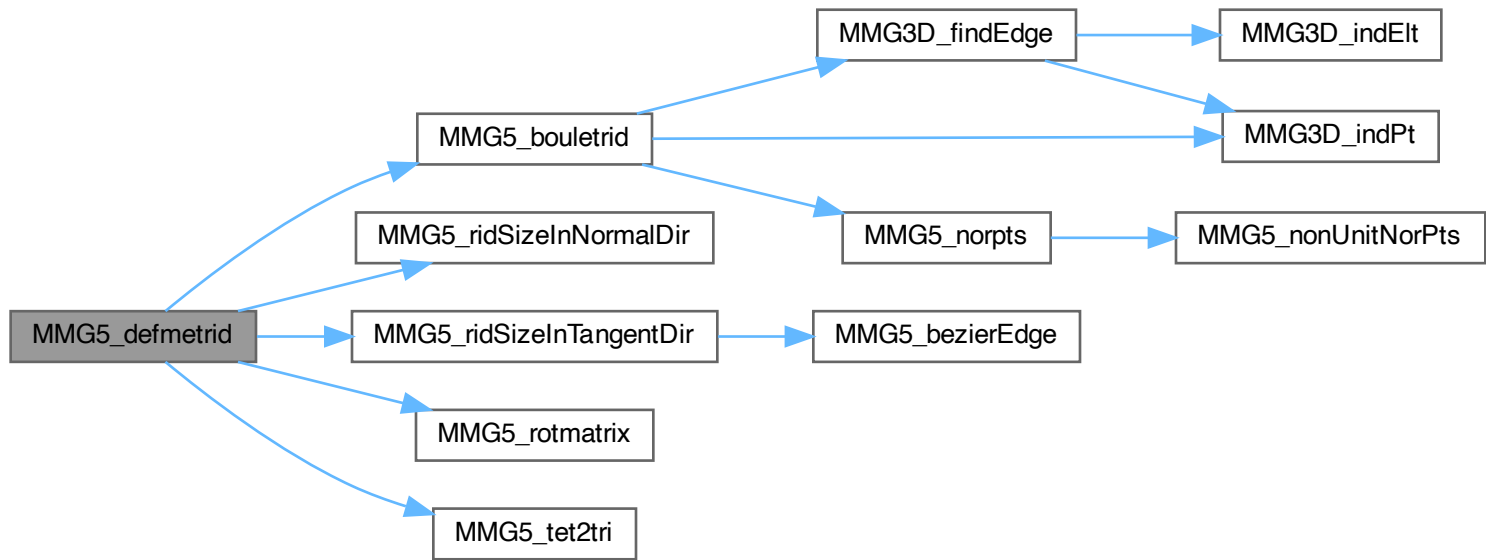 MMG3D_findEdge
MMG3D_indElt
MMG5_bouletrid
MMG3D_indPt
MMG5_ridSizeInNormalDir
MMG5_norpts
MMG5_nonUnitNorPts
MMG5_defmetrid
MMG5_ridSizeInTangentDir
MMG5_bezierEdge
MMG5_rotmatrix
MMG5_tet2tri